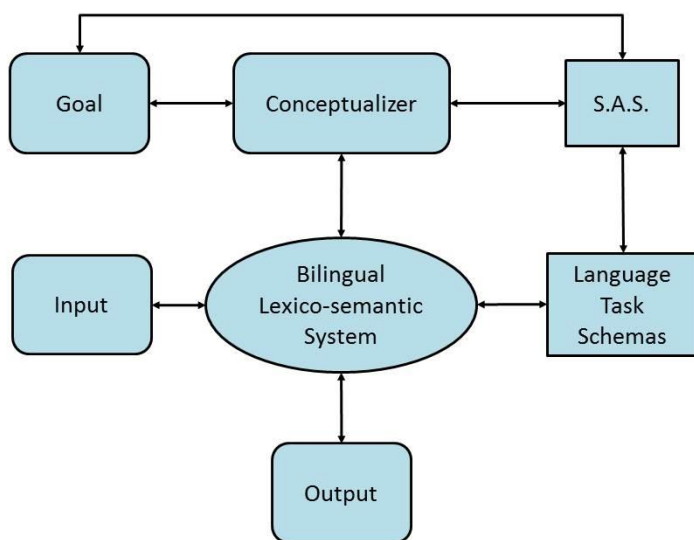 Goal
Conceptualizer
S.A.S.
Input
Bilingual
Lexico-semantic
System
Language
Task
Schemas
Output